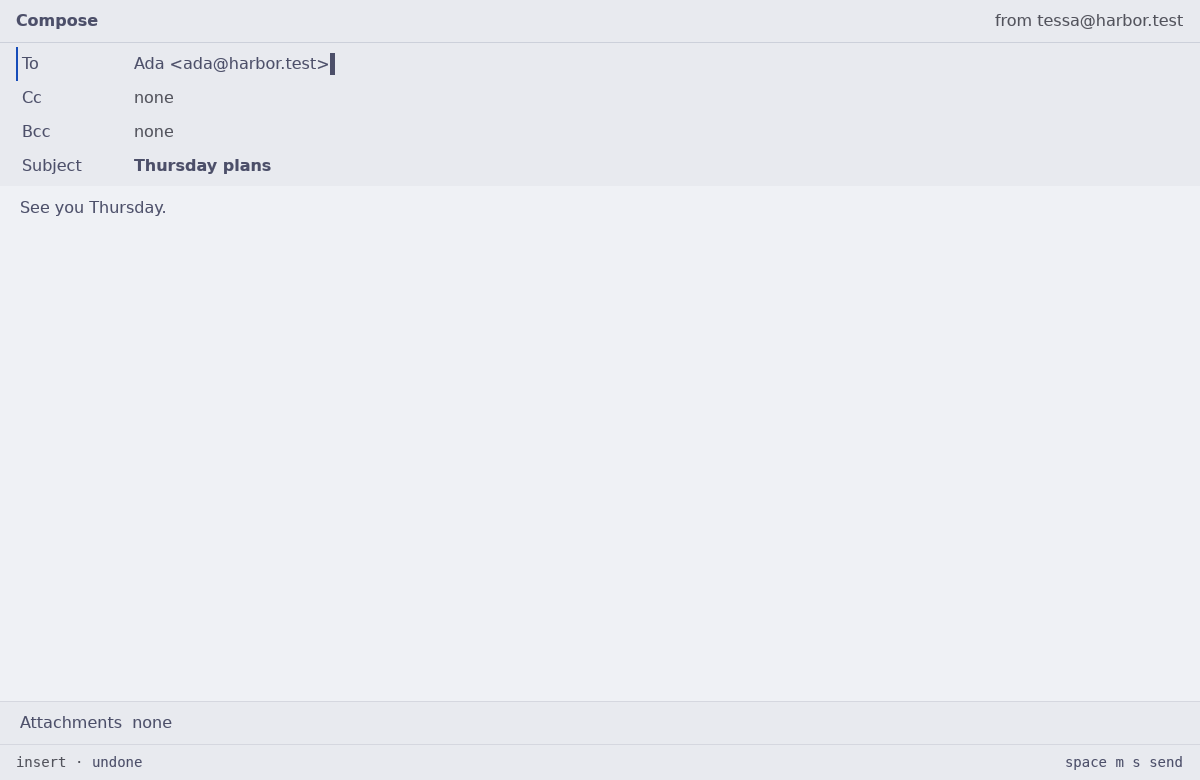 Compose from tessa@harbor.test
To Ada <ada@harbor.test>
Cc none
Bcc none
Subject Thursday plans
See you Thursday.
Attachments none
insert · undone space m s send